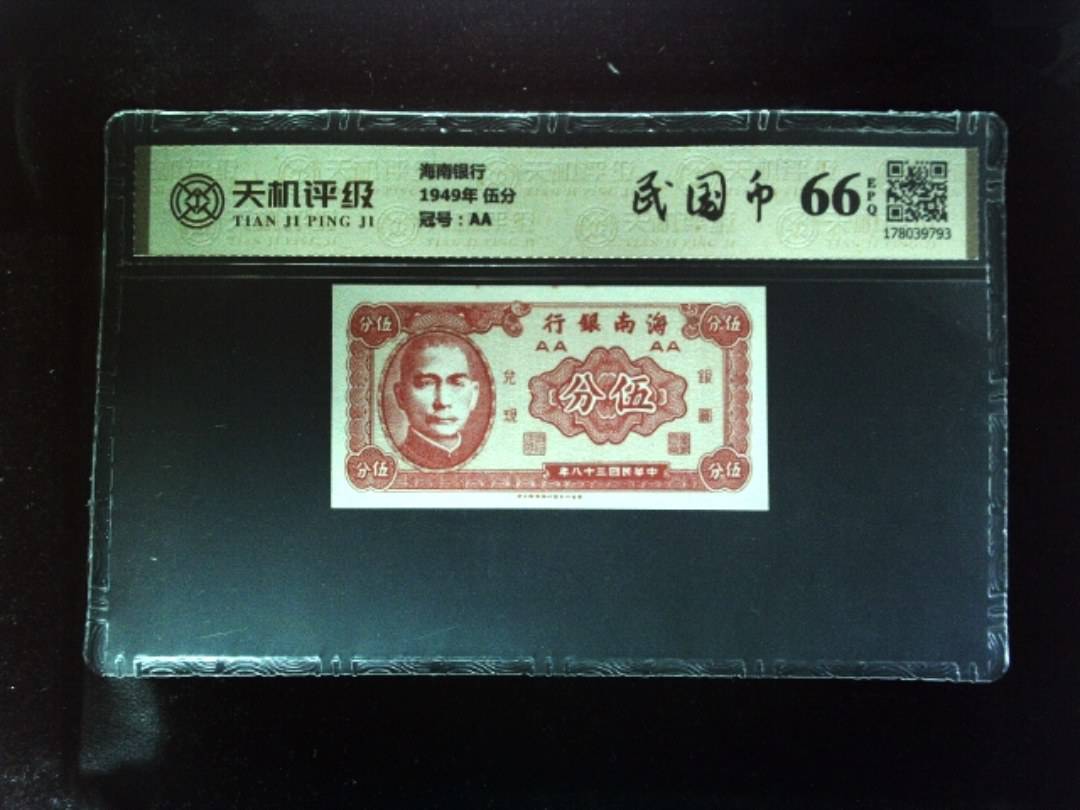 天机评级
TIAN JI PING JI
海南银行
1949年 伍分
冠号：AA
民国币
66
EPQ
178039793
伍分
海南銀行
伍分
AA AA
兌現
伍分
銀圓
伍分
中華民國三十八年
伍分